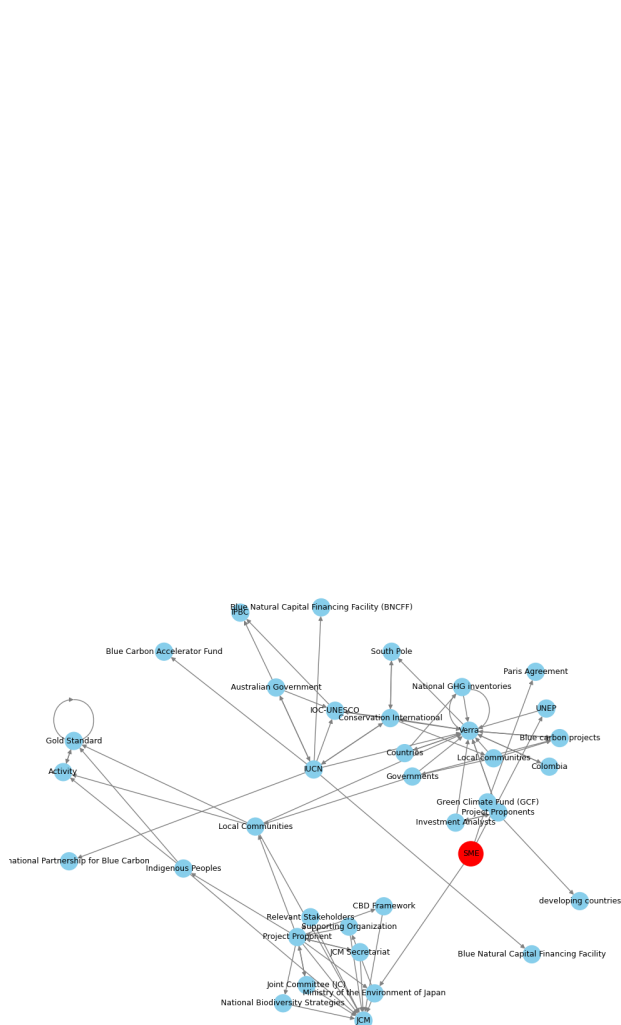 Blue Natural Capital Financing Facility (BNCFF)
IPBC
Blue Carbon Accelerator Fund
South Pole
Paris Agreement
Australian Government
National GHG inventories
IOC-UNESCO
UNEP
Conservation International
Verra
Blue carbon projects
Gold Standard
Countries
Local communities
Colombia
Activity
IUCN
Governments
Green Climate Fund (GCF)
Project Proponents
Investment Analysts
Local Communities
SME
national Partnership for Blue Carbon
Indigenous Peoples
developing countries
CBD Framework
Relevant Stakeholders
Supporting Organization
Project Proponent
JCM Secretariat
Blue Natural Capital Financing Facility
Joint Committee (JC)
Ministry of the Environment of Japan
National Biodiversity Strategies
JCM